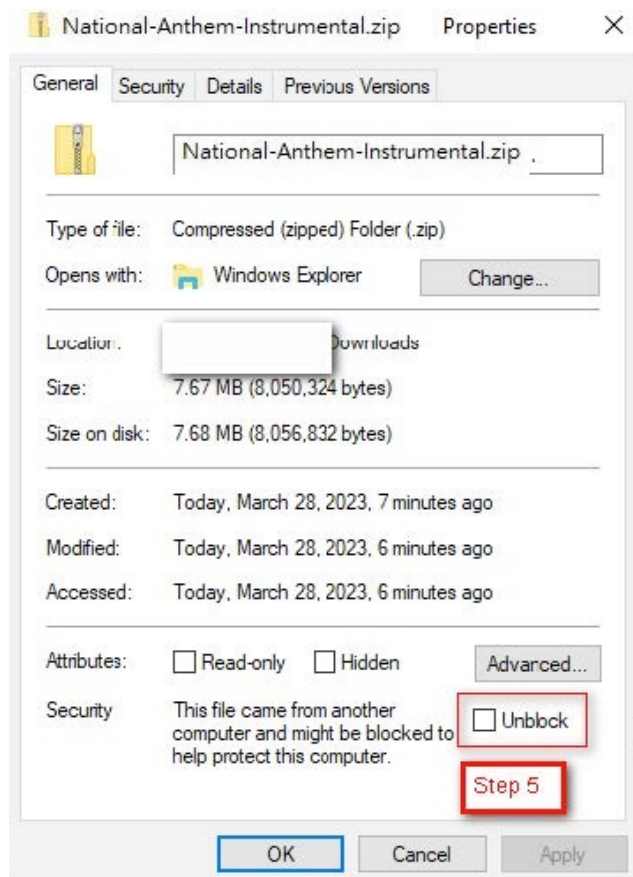 National-Anthem-Instrumental.zip Properties
General Security Details Previous Versions
National-Anthem-Instrumental.zip
Type of file: Compressed (zipped) Folder (.zip)
Opens with: Windows Explorer Change...
Location: Downloads
Size: 7.67 MB (8,050,324 bytes)
Size on disk: 7.68 MB (8,056,832 bytes)
Created: Today, March 28, 2023, 7 minutes ago
Modified: Today, March 28, 2023, 6 minutes ago
Accessed: Today, March 28, 2023, 6 minutes ago
Attributes: Read-only Hidden Advanced...
Security This file came from another
computer and might be blocked to
help protect this computer.
Unblock
Step 5
OK Cancel Apply